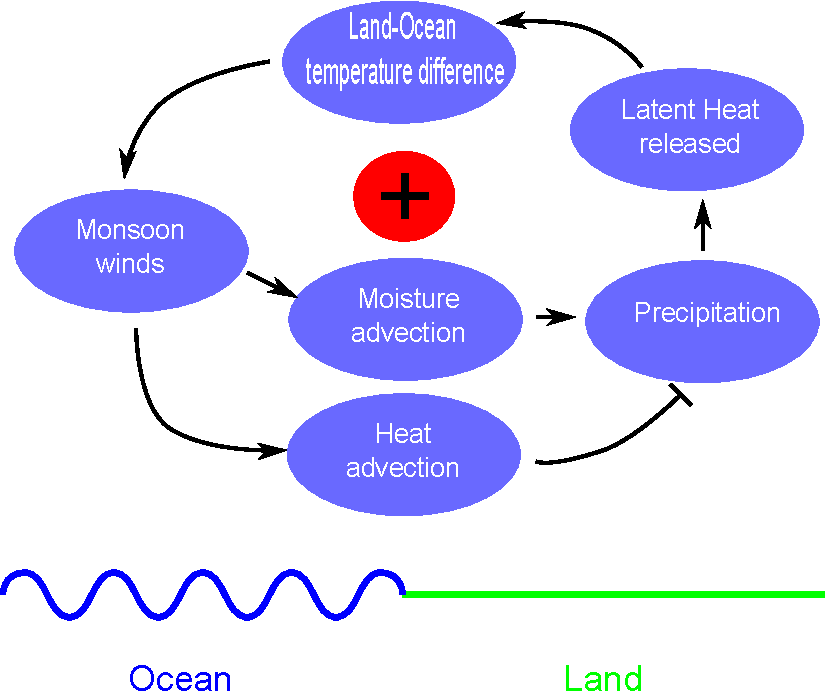 Land-Ocean
temperature difference
Latent Heat
released
+
Monsoon
winds
Moisture
advection
Precipitation
Heat
advection
Ocean
Land